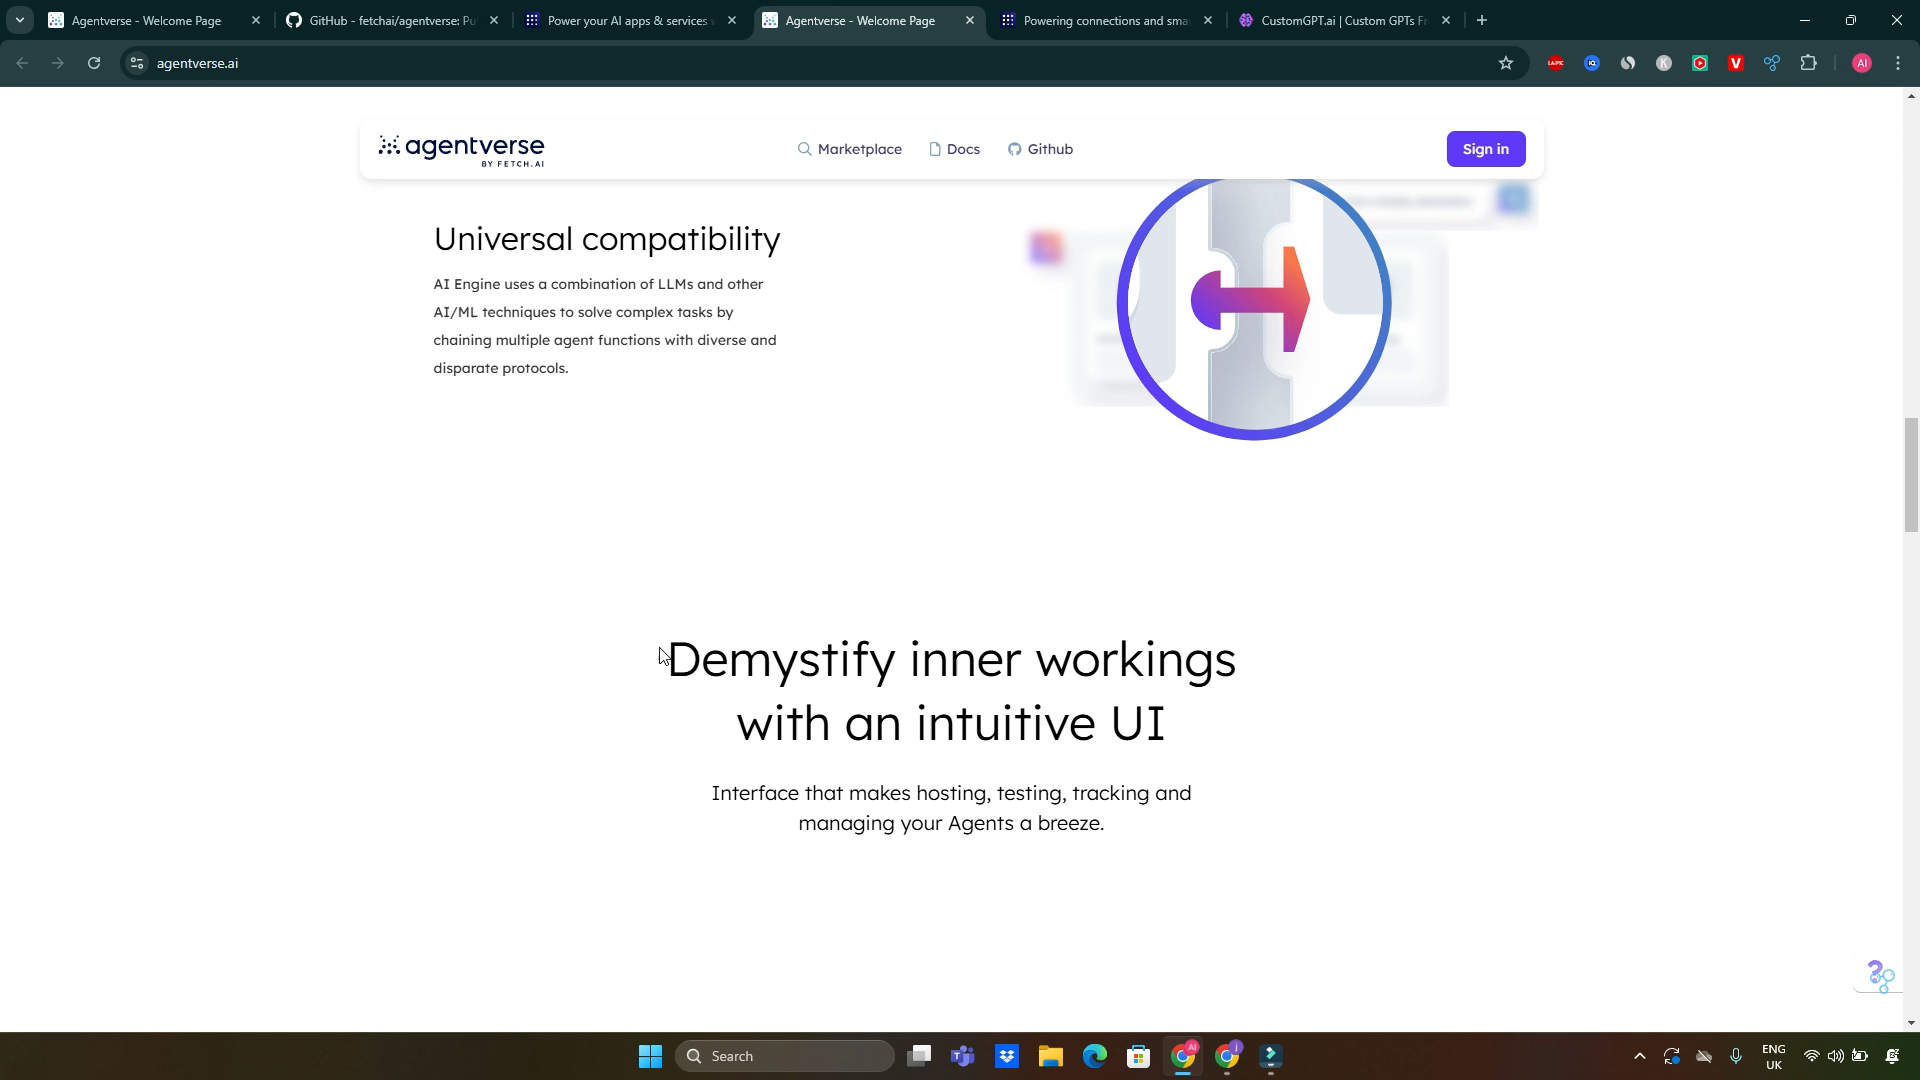 Agentverse - Welcome Page
GitHub - fetchai/agentverse: Pu
Power your AI apps & services
Agentverse - Welcome Page
Powering connections and sma
CustomGPT.ai | Custom GPTs Fr
agentverse.ai
LAPIC
IQ
K
V
AI
agentverse
BY FETCH.AI
Marketplace
Docs
Github
Sign in
Universal compatibility
AI Engine uses a combination of LLMs and other
AI/ML techniques to solve complex tasks by
chaining multiple agent functions with diverse and
disparate protocols.
Demystify inner workings
with an intuitive UI
Interface that makes hosting, testing, tracking and
managing your Agents a breeze.
?
Search
AI
j
ENG
UK